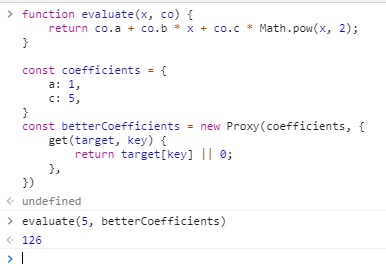 > function evaluate(x, co) {
return co.a + co.b * x + co.c * Math.pow(x, 2);
}
const coefficients = {
a: 1,
c: 5,
}
const betterCoefficients = new Proxy(coefficients, {
get(target, key) {
return target[key] || 0;
},
})
undefined
> evaluate(5, betterCoefficients)
126
>